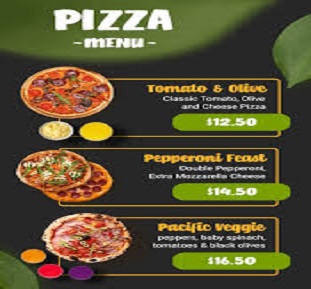 PIZZA
-MENU-
Tomato & Olive
Classic Tomato, Olive
and Cheese Pizza
$12.50
Pepperoni Feast
Double Pepperoni,
Extra Mozzarella Cheese
$14.50
Pacific Veggie
peppers, baby spinach,
tomatoes & black olives
$16.50